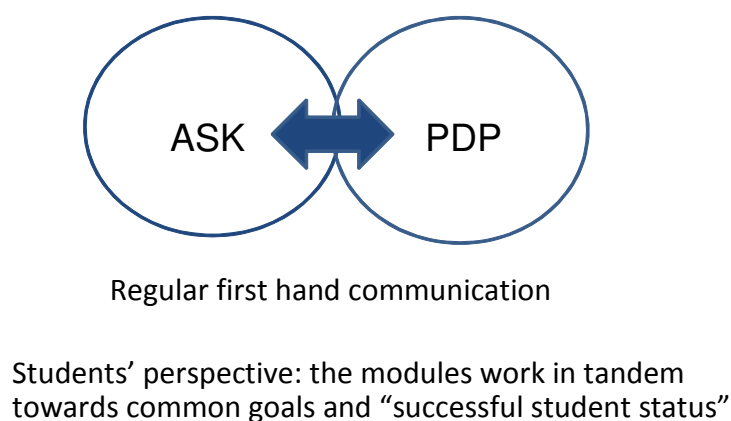 ASK PDP
Regular first hand communication
Students’ perspective: the modules work in tandem
towards common goals and “successful student status”